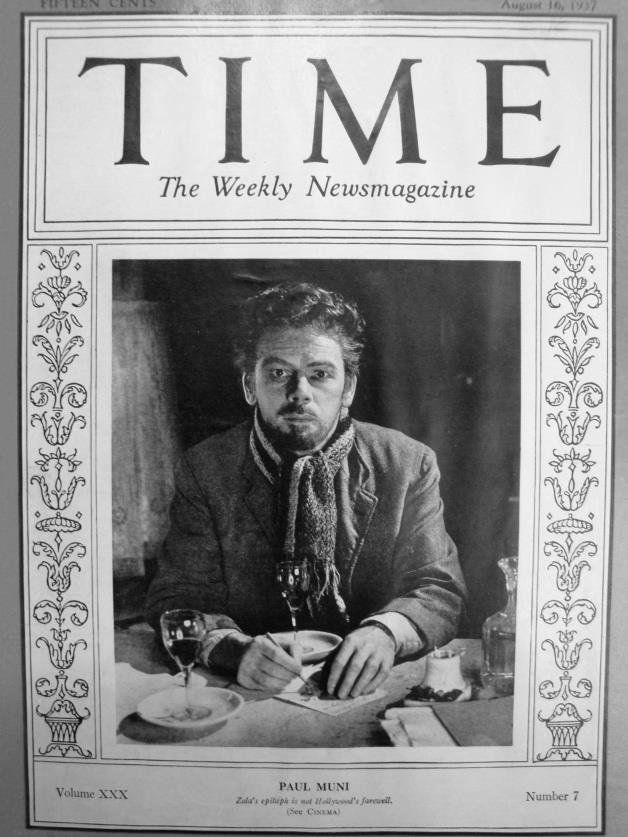 FIFTEEN CENTS
August 16, 1937
TIME
The Weekly Newsmagazine
Volume XXX
PAUL MUNI
Zola's epitaph is not Hollywood's farewell.
(See CINEMA)
Number 7